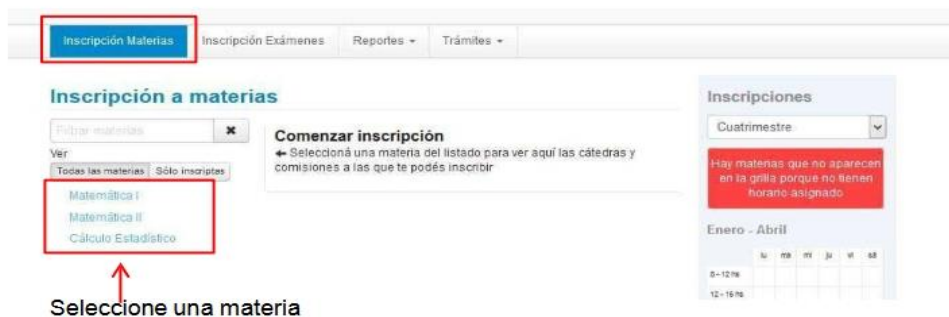 Inscripción Materias
Inscripción Exámenes
Reportes
Trámites
Inscripción a materias
Filtrar materias
Ver
Todas las materias
Sólo inscriptas
Matemática I
Matemática II
Cálculo Estadístico
Comenzar inscripción
Seleccioná una materia del listado para ver aquí las cátedras y
comisiones a las que te podés inscribir
Inscripciones
Cuatrimestre
Hay materias que no aparecen
en la grilla porque no tienen
horario asignado
Enero - Abril
lu ma mi ju vi sá
8-12 hs
12-16 hs
Seleccione una materia